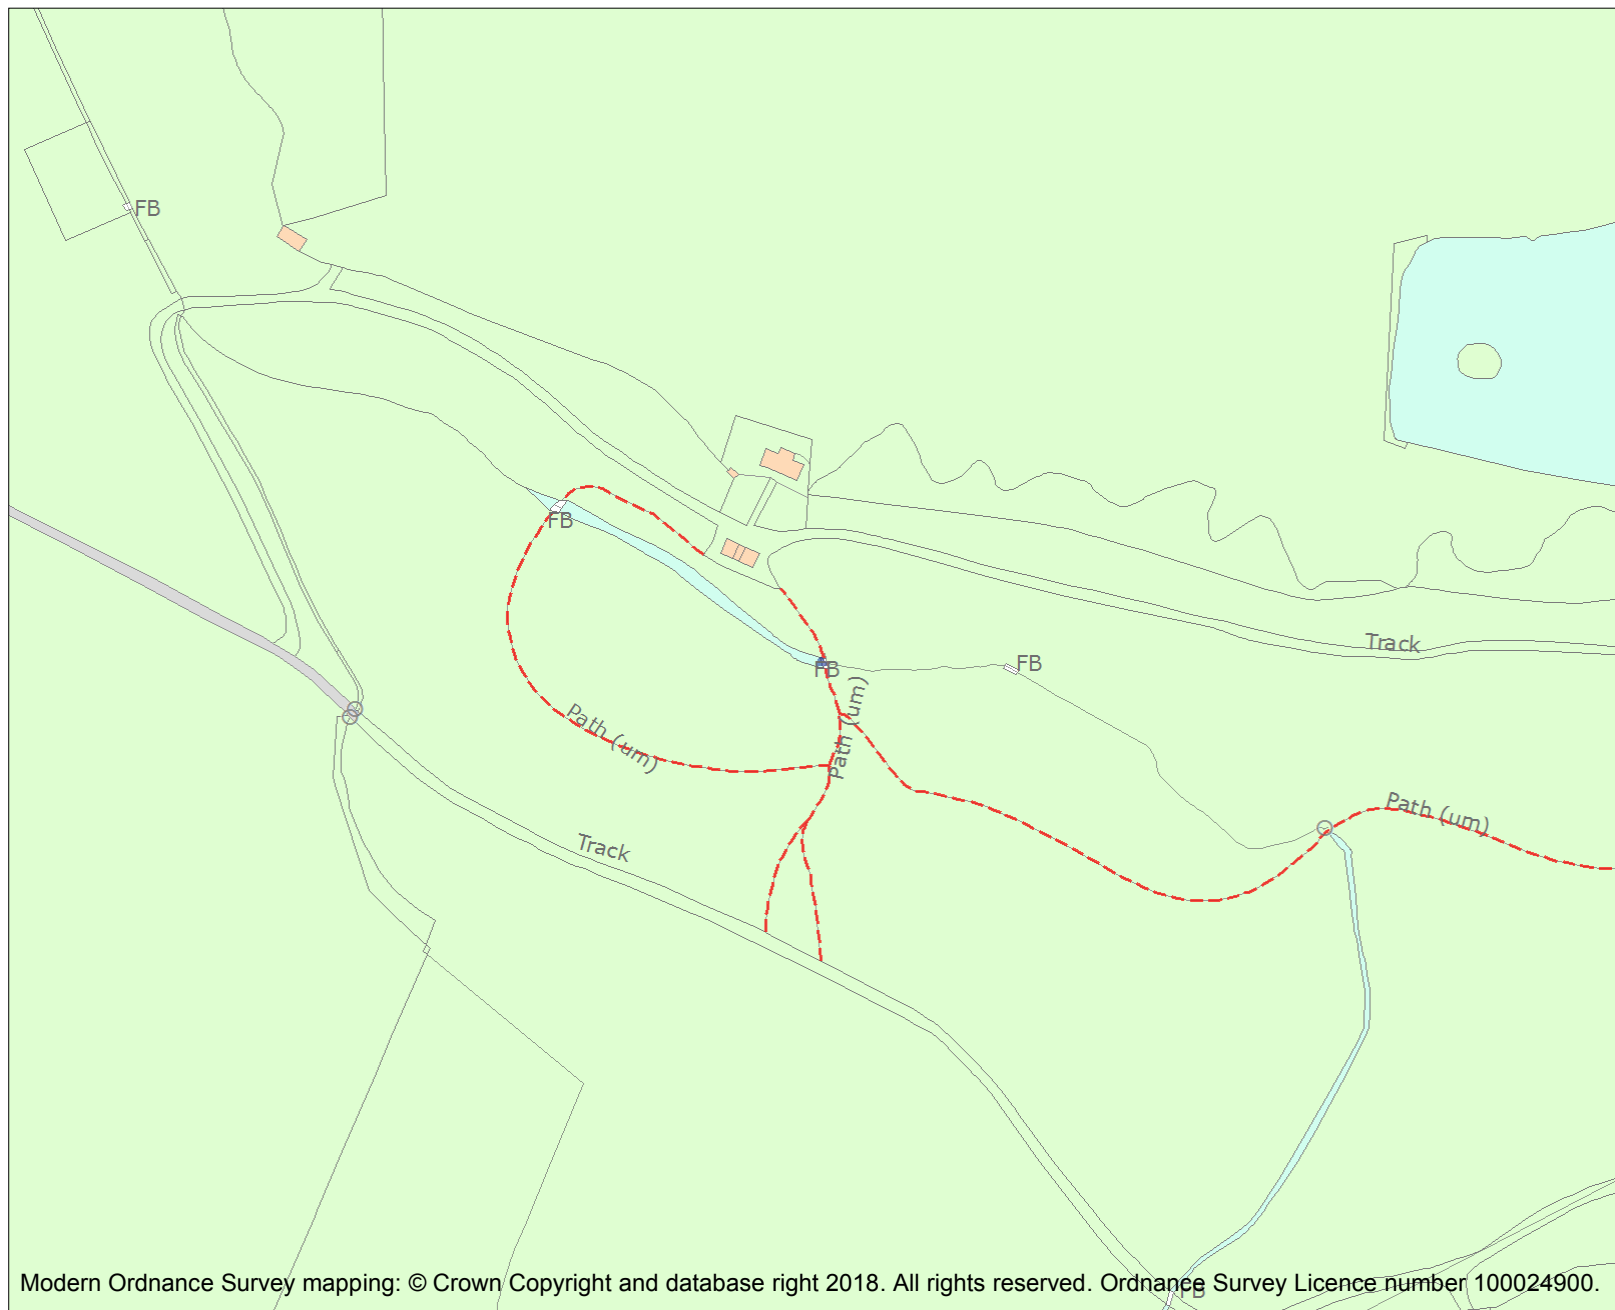 FB
FB
Track
FB
FB
Path (um)
Path (um)
Path (um)
Track
FB
Modern Ordnance Survey mapping: © Crown Copyright and database right 2018. All rights reserved. Ordnance Survey Licence number 100024900.